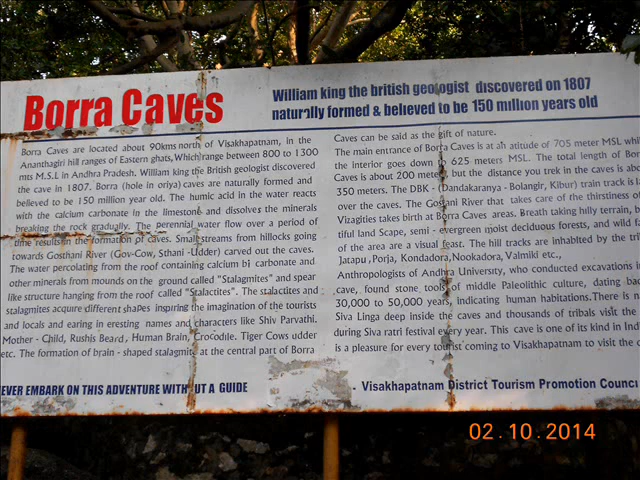 Borra Caves
William king the british geologist discovered on 1807
naturally formed & believed to be 150 million years old
Borra Caves are located about 90kms north of Visakhapatnam, in the
Ananthagiri hill ranges of Eastern ghats, Which range between 800 to 1300
mts M.S.L in Andhra Pradesh. William king the British geologist discovered
the cave in 1807. Borra (hole in oriya) caves are naturally formed and
believed to be 150 million year old. The humic acid in the water reacts
with the calcium carbonate in the limestone and dissolves the minerals
breaking the rock gradually. The perennial water flow over a period of
time results in the formation of caves. Small streams from hillocks going
towards Gosthani River (Gov-Cow, Sthani -Udder) carved out the caves.
The water percolating from the roof containing calcium bi carbonate and
other minerals from mounds on the ground called "Stalagmites" and spear
like structure hanging from the roof called "Stalactites". The stalactites and
stalagmites acquire different shapes inspiring the imagination of the tourists
and locals and earing in eresting names and characters like Shiv Parvathi.
Mother - Child, Rushis Beard, Human Brain, Crocodile. Tiger Cows udder
etc. The formation of brain - shaped stalagmite at the central part of Borra
Caves can be said as the gift of nature.
The main entrance of Borra Caves is at an atitude of 705 meter MSL whi
the interior goes down to 625 meters MSL. The total length of Bor
Caves is about 200 meters, but the distance you trek in the caves is abo
350 meters. The DBK - (Dandakaranya - Bolangir, Kibur) train track is la
over the caves. The Gostani River that takes care of the thirstiness of
Vizagities takes birth at Borra Caves areas. Breath taking hilly terrain, b
tiful land Scape, semi - evergreen moist deciduous forests, and wild fa
of the area are a visual feast. The hill tracks are inhabited by the tri
Jatapu, Porja, Kondadora, Nookadora, Valmiki etc.,
Anthropologists of Andhra University, who conducted excavations in
cave, found stone tools of middle Paleolithic culture, dating bac
30,000 to 50,000 years, indicating human habitations. There is n
Siva Linga deep inside the caves and thousands of tribals visit the
during Siva ratri festival every year. This cave is one of its kind in Ind
is a pleasure for every tourist coming to Visakhapatnam to visit the c
EVER EMBARK ON THIS ADVENTURE WITHOUT A GUIDE
- Visakhapatnam District Tourism Promotion Counci
02.10.2014